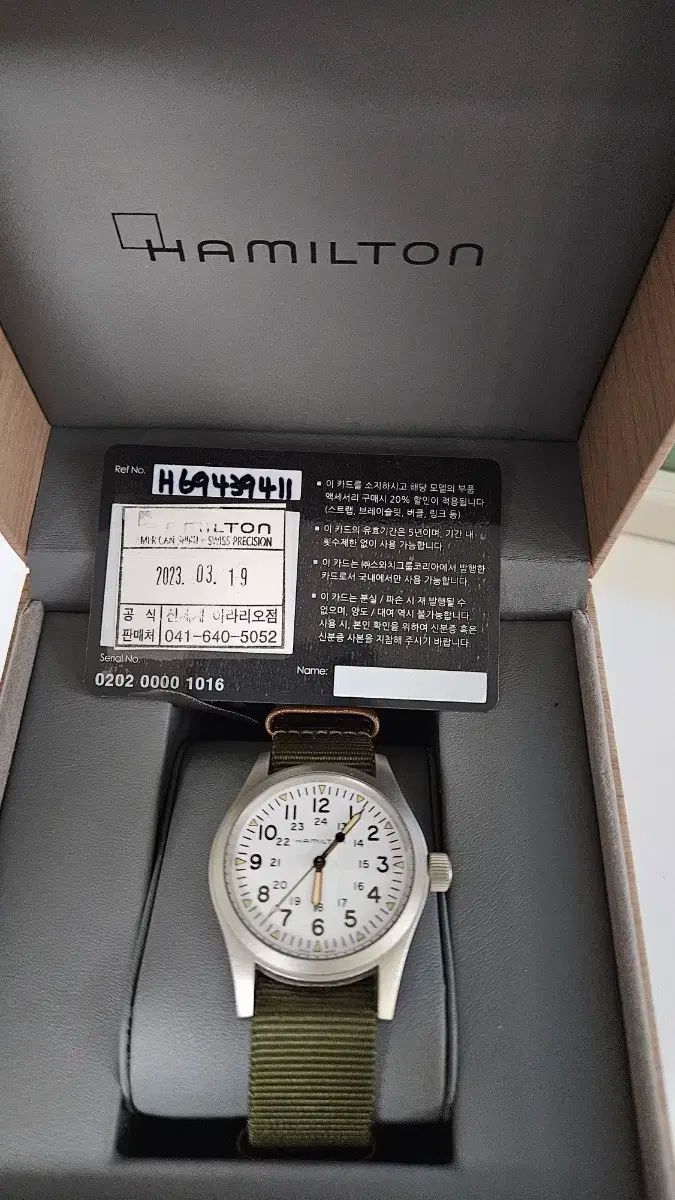 HAMILTON
Ref No. H69439411
HAMILTON
SWISS PRECISION
2023. 03. 19
공 식
판매처
아라리오점
041-640-5052
Serial No.
0202 0000 1016
■ 이 카드를 소지하시고 해당 모델의 부품
액세서리 구매시 20% 할인이 적용됩니다
(스트랩, 브레이슬릿, 버클, 링크 등)
■ 이 카드의 유효기간은 5년이며, 기간 내
횟수제한 없이 사용 가능합니다.
■ 이 카드는 ㈜스와치그룹코리아에서 발행한
카드로서 국내에서만 사용 가능합니다.
■ 이 카드는 분실 / 파손 시 재 발행될 수
없으며, 양도 / 대여 역시 불가능합니다.
사용 시, 본인 확인을 위하여 신분증 혹은
신분증 사본을 지참해 주시기 바랍니다.
Name:
12
11 1
23 24 13
10 2
22 14
HAMILTON
9 21 15 3
8 20 16 4
19 18 17
7 5
6